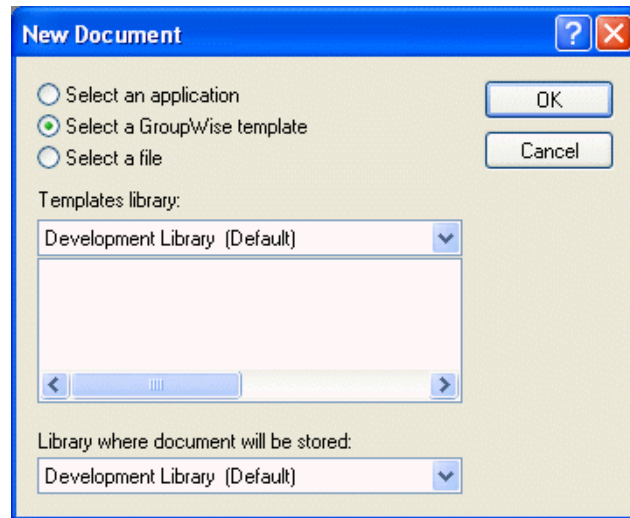 New Document
Select an application
OK
Select a GroupWise template
Select a file
Cancel
Templates library:
Development Library (Default)
Library where document will be stored:
Development Library (Default)